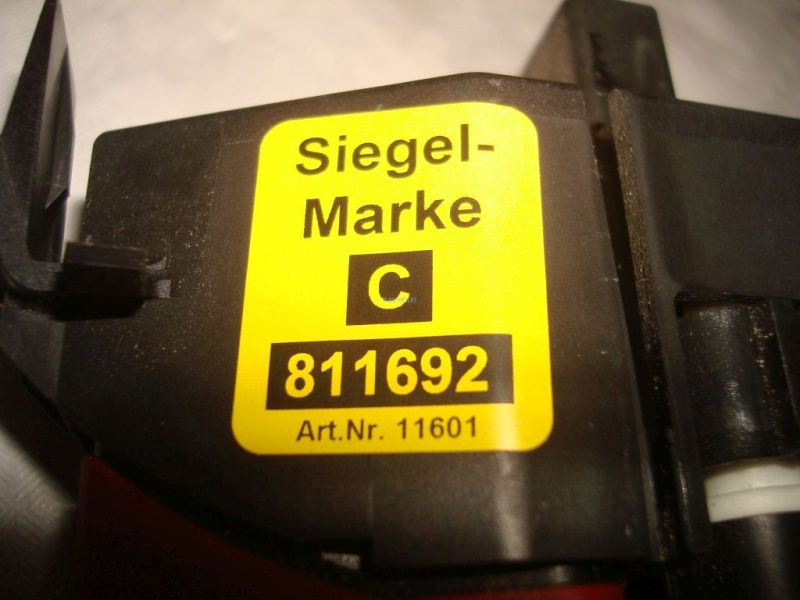 Siegel-
Marke
C
811692
Art.Nr. 11601